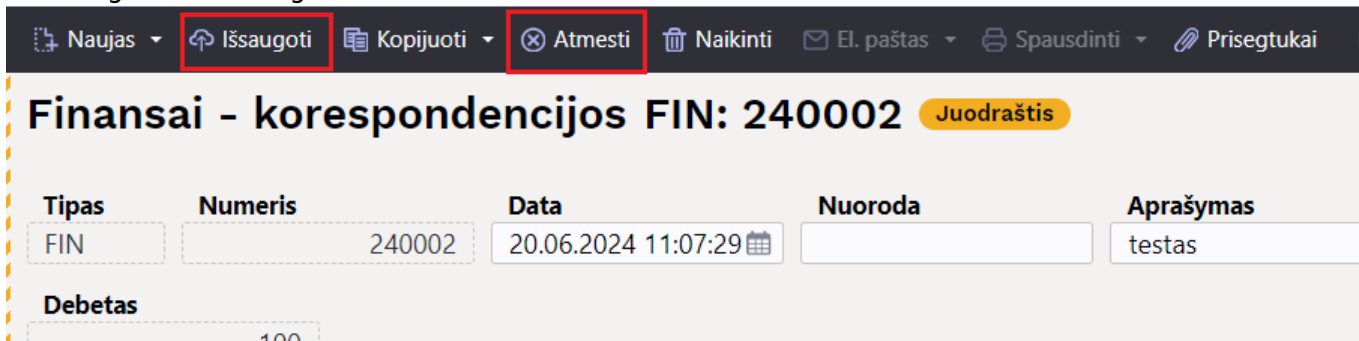 Naujas Išsaugoti Kopijuoti Atmesti Naikinti El. paštas Spausdinti Prisegtukai
Finansai - korespondencijos FIN: 240002 Juodraštis
Tipas Numeris Data Nuoroda Aprašymas
FIN 240002 20.06.2024 11:07:29 testas
Debetas